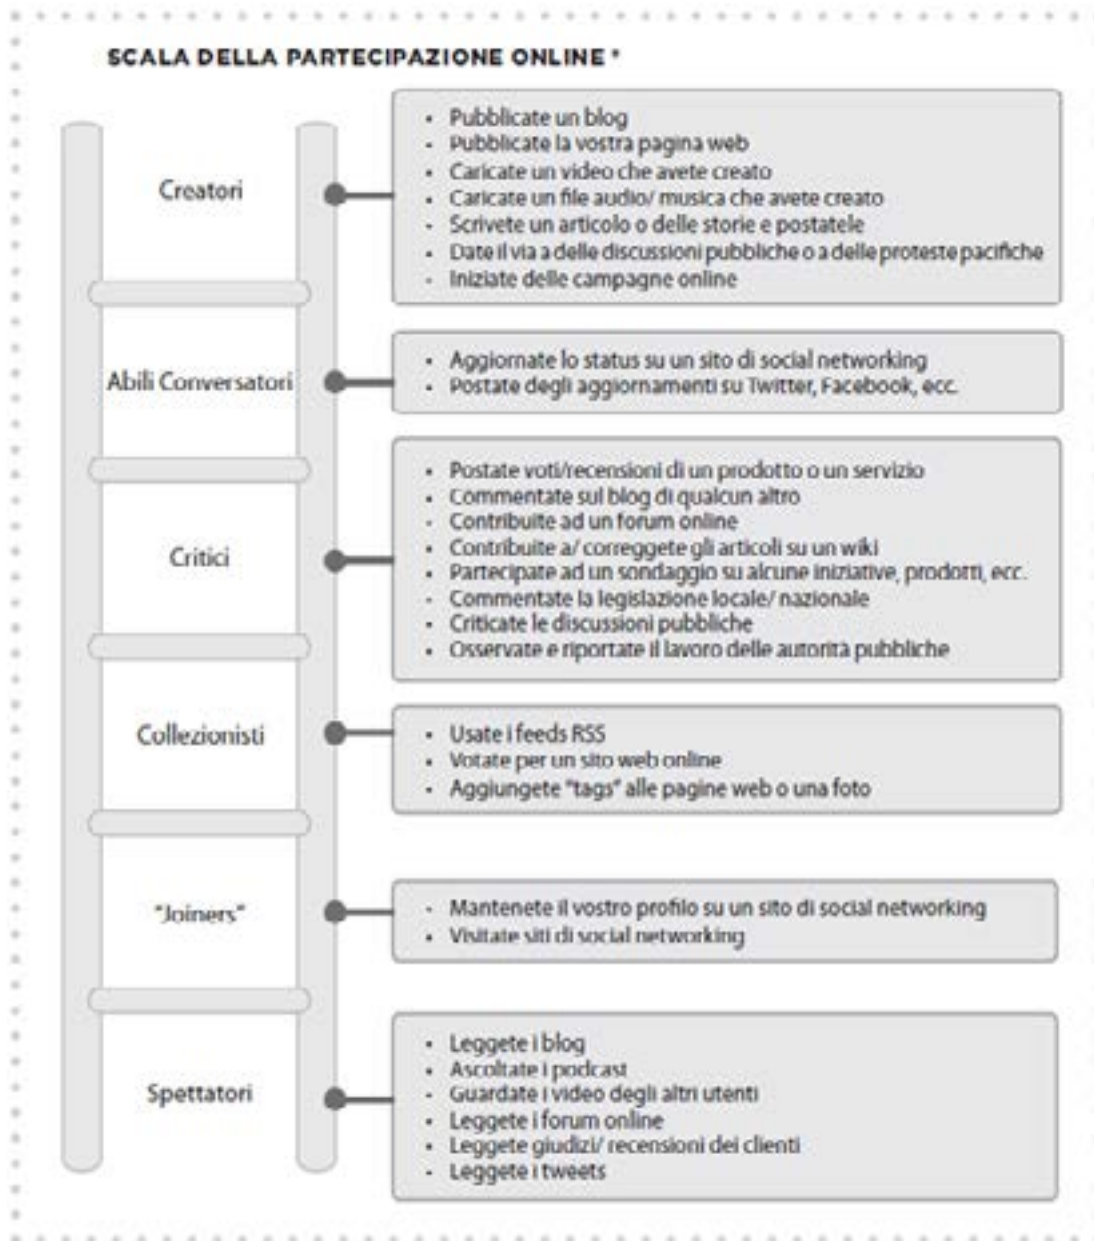 SCALA DELLA PARTECIPAZIONE ONLINE *
Creatori
• Pubblicate un blog
• Pubblicate la vostra pagina web
• Caricate un video che avete creato
• Caricate un file audio/ musica che avete creato
• Scrivete un articolo o delle storie e postatele
• Date il via a delle discussioni pubbliche o a delle proteste pacifiche
• Iniziate delle campagne online
Abili Conversatori
• Aggiornate lo status su un sito di social networking
• Postate degli aggiornamenti su Twitter, Facebook, ecc.
Critici
• Postate voti/recensioni di un prodotto o un servizio
• Commentate sul blog di qualcun altro
• Contribuite ad un forum online
• Contribuite a/ correggete gli articoli su un wiki
• Partecipate ad un sondaggio su alcune iniziative, prodotti, ecc.
• Commentate la legislazione locale/ nazionale
• Criticate le discussioni pubbliche
• Osservate e riportate il lavoro delle autorità pubbliche
Collezionisti
• Usate i feeds RSS
• Votate per un sito web online
• Aggiungete "tags" alle pagine web o una foto
"Joiners"
• Mantenete il vostro profilo su un sito di social networking
• Visitate siti di social networking
Spettatori
• Leggete i blog
• Ascoltate i podcast
• Guardate i video degli altri utenti
• Leggete i forum online
• Leggete giudizi/ recensioni dei clienti
• Leggete i tweets